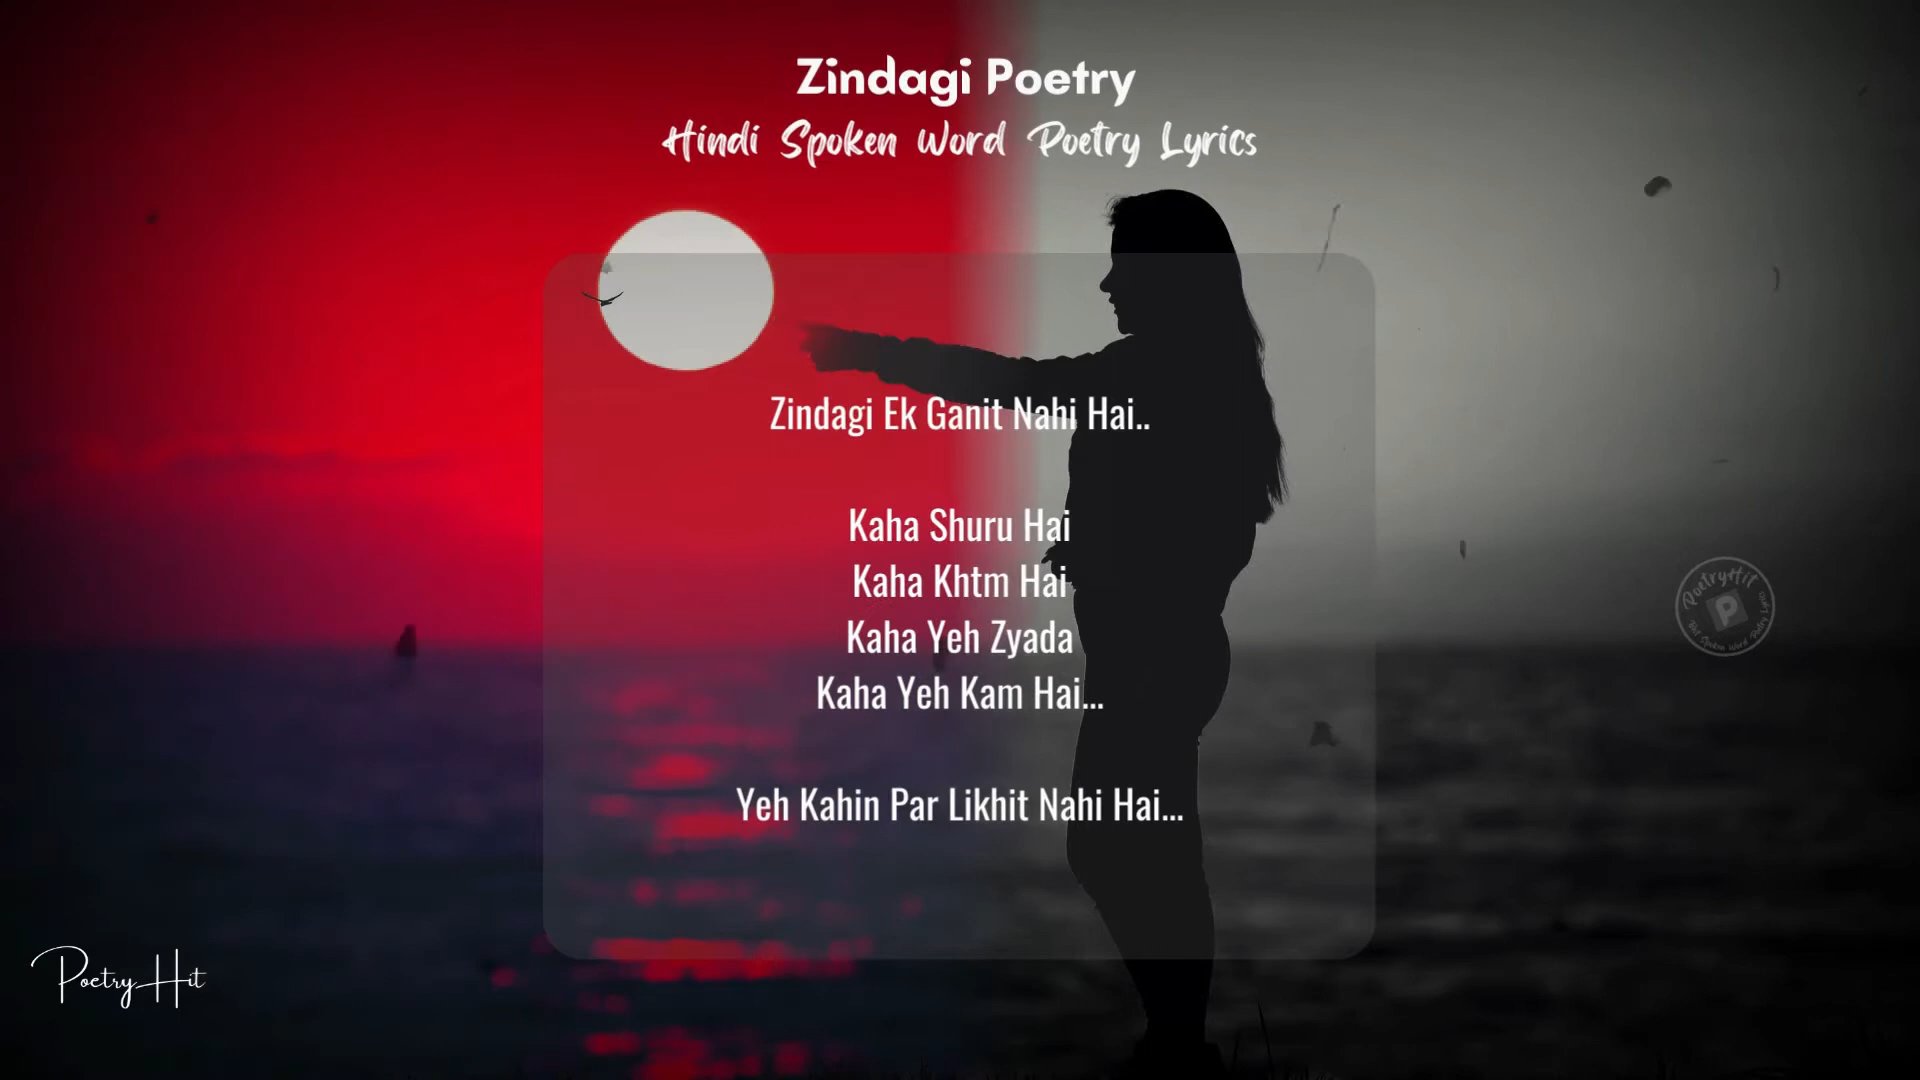 Zindagi Poetry
Hindi Spoken Word Poetry Lyrics
Zindagi Ek Ganit Nahi Hai..
Kaha Shuru Hai
Kaha Khtm Hai
Kaha Yeh Zyada
Kaha Yeh Kam Hai...
Yeh Kahin Par Likhit Nahi Hai...
PoetryHit
P
Poetry Hit